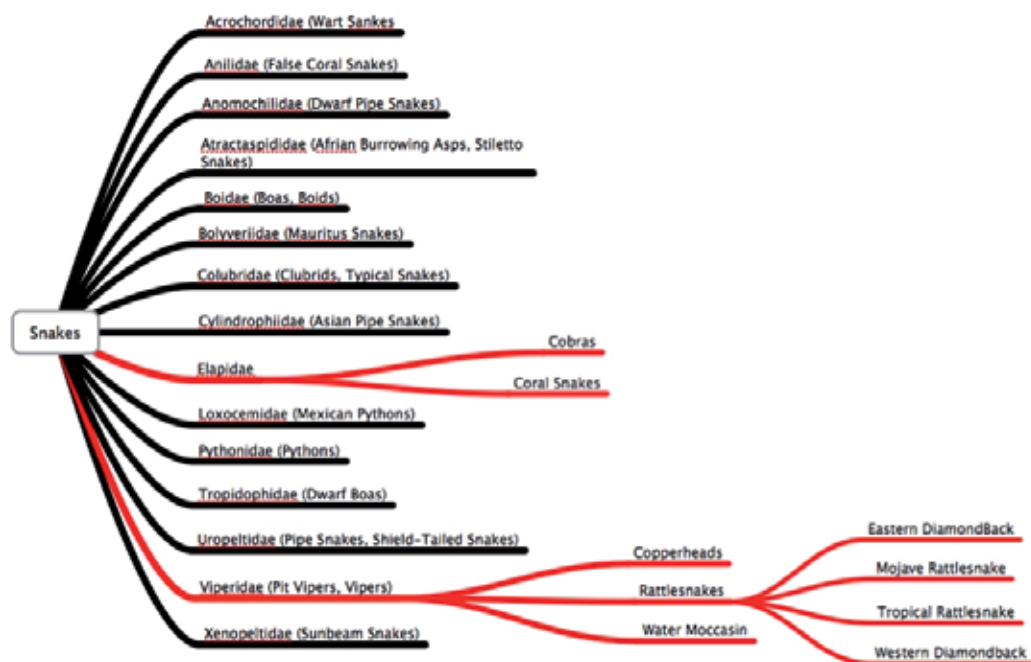 Acrochordidae (Wart Sankes
Anilidae (False Coral Snakes)
Anomochilidae (Dwarf Pipe Snakes)
Atractaspididae (Afrian Burrowing Asps, Stiletto
Snakes)
Boidae (Boas, Boids)
Bolyveriidae (Mauritus Snakes)
Colubridae (Clubrids, Typical Snakes)
Cylindrophiidae (Asian Pipe Snakes)
Snakes
Elapidae
Cobras
Coral Snakes
Loxocemidae (Mexican Pythons)
Pythonidae (Pythons)
Tropidophidae (Dwarf Boas)
Uropeltidae (Pipe Snakes, Shield-Tailed Snakes)
Viperidae (Pit Vipers, Vipers)
Copperheads
Rattlesnakes
Water Moccasin
Eastern DiamondBack
Mojave Rattlesnake
Tropical Rattlesnake
Western Diamondback
Xenopeltidae (Sunbeam Snakes)